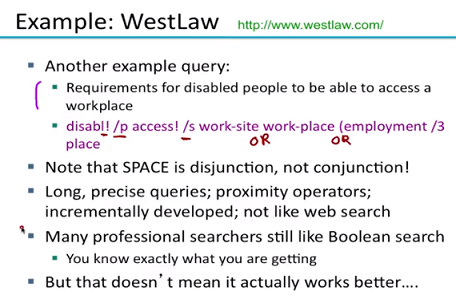 Example: WestLaw http://www.westlaw.com/
Another example query:
Requirements for disabled people to be able to access a
workplace
disabl! /p access! /s work-site work-place (employment /3
place
OR OR
Note that SPACE is disjunction, not conjunction!
Long, precise queries; proximity operators;
incrementally developed; not like web search
Many professional searchers still like Boolean search
You know exactly what you are getting
But that doesn't mean it actually works better....